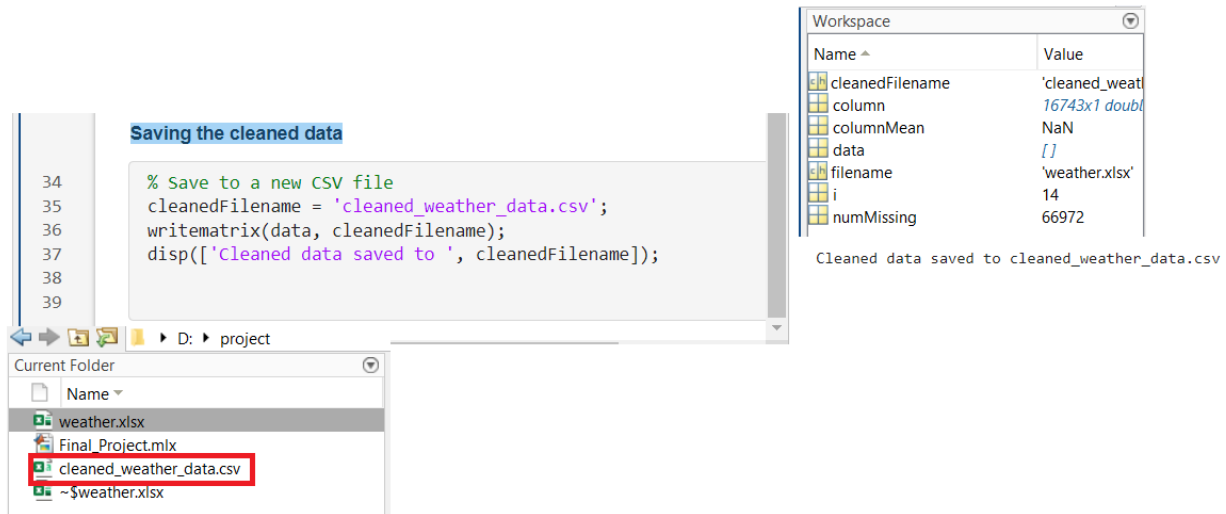 Workspace
Name Value
cleanedFilename 'cleaned_weatl
column 16743x1 doubl
columnMean NaN
data []
filename 'weather.xlsx'
i 14
numMissing 66972
Saving the cleaned data
34 % Save to a new CSV file
35 cleanedFilename = 'cleaned_weather_data.csv';
36 writematrix(data, cleanedFilename);
37 disp(['Cleaned data saved to ', cleanedFilename]);
38
39
Cleaned data saved to cleaned_weather_data.csv
D: project
Current Folder
Name
weather.xlsx
Final_Project.mlx
cleaned_weather_data.csv
~$weather.xlsx